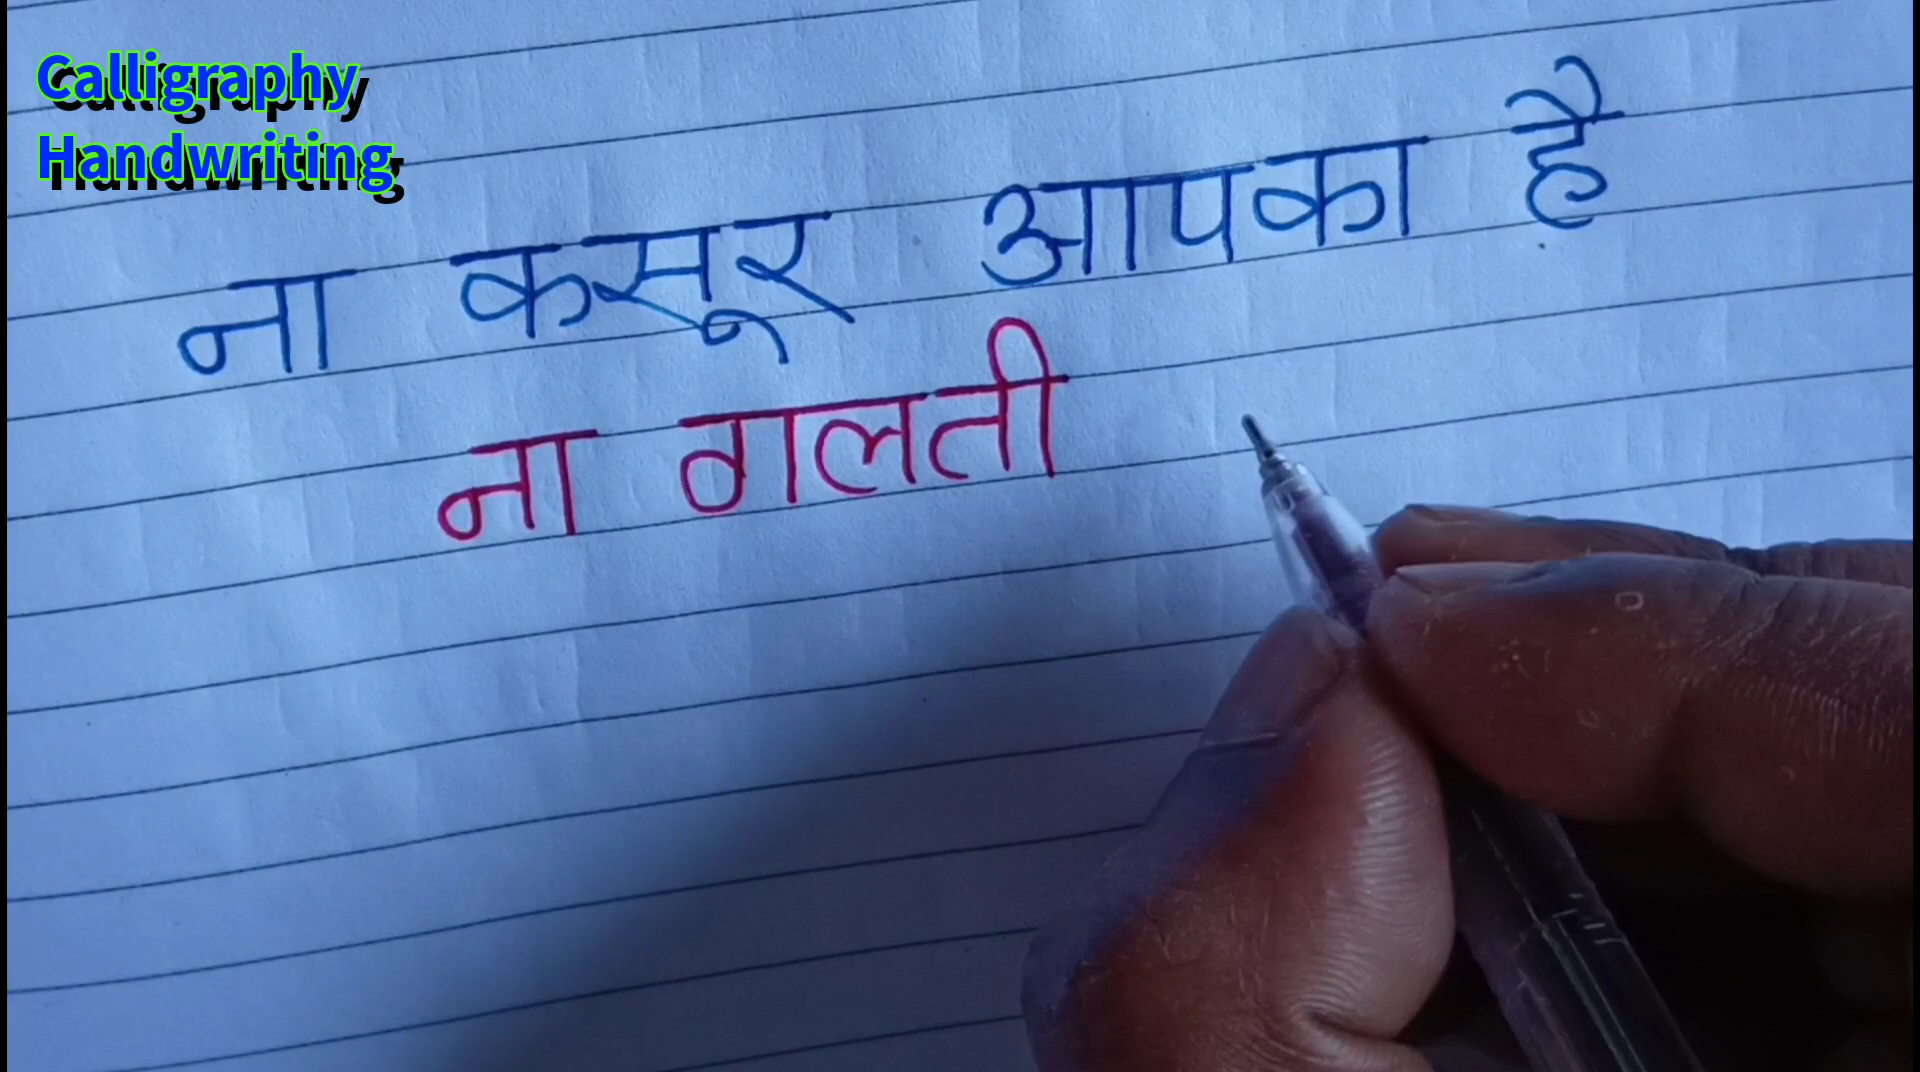 Calligraphy
Handwriting
ना कसूर आपका है
ना गलती